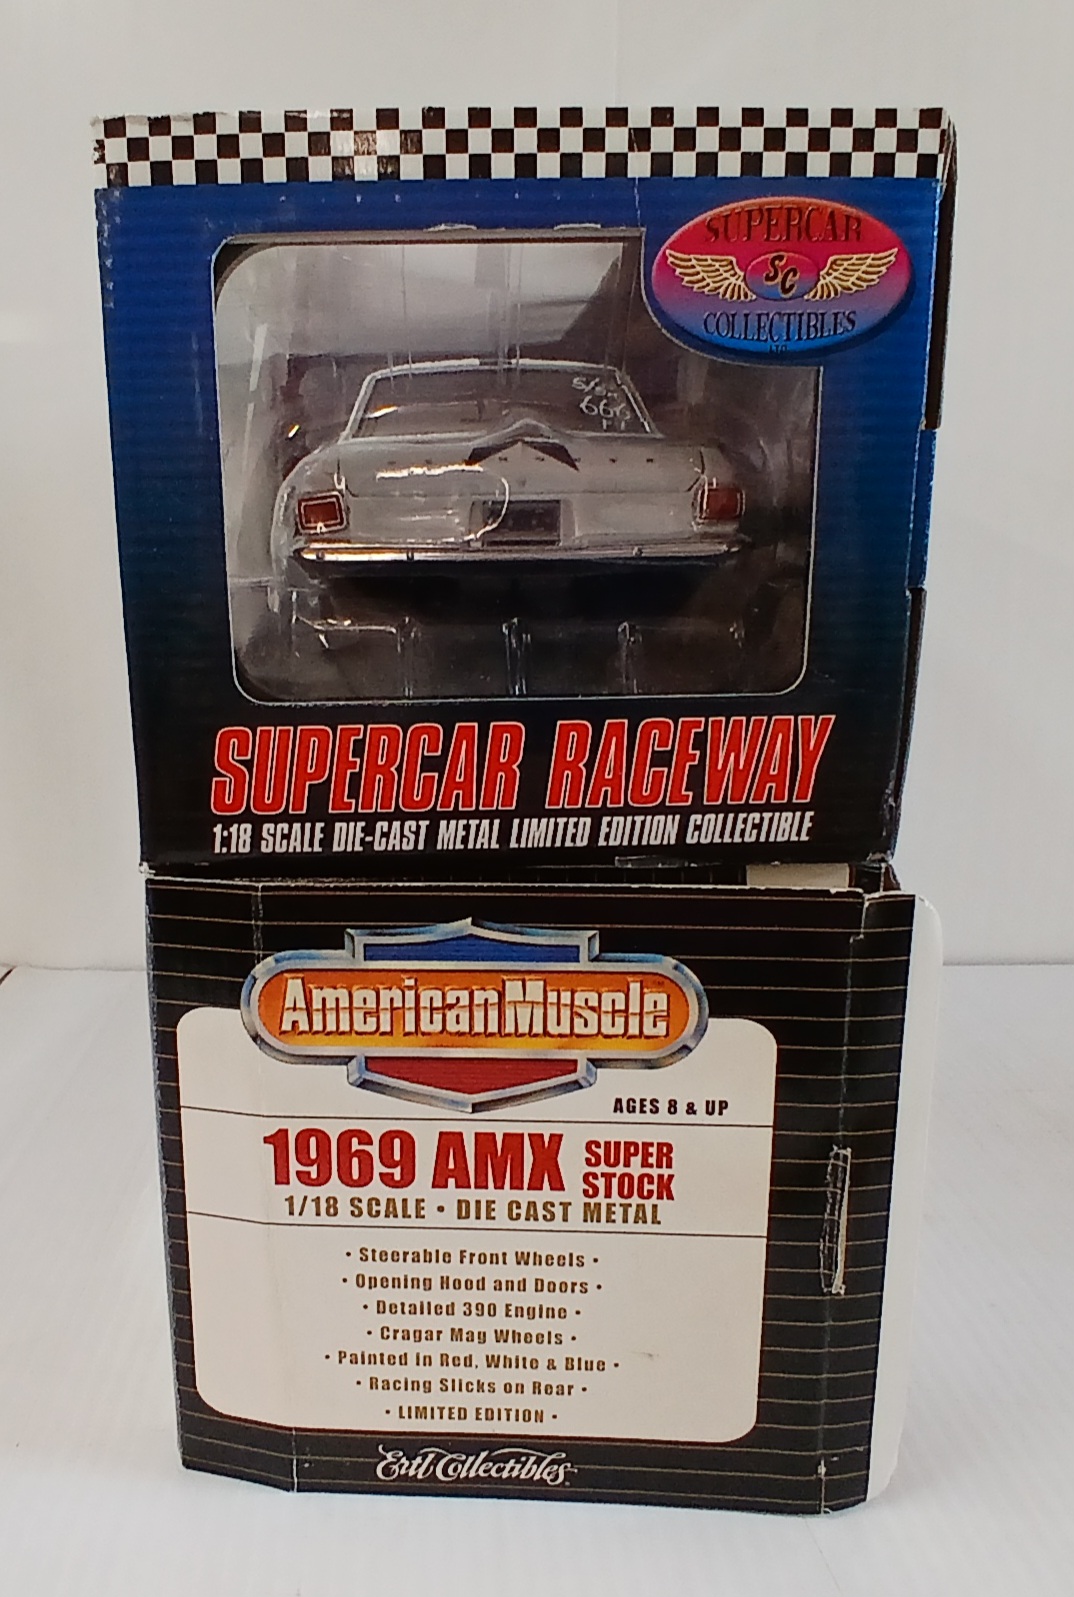 SUPERCAR
SC
COLLECTIBLES
LTD.
666
SUPERCAR RACEWAY
1:18 SCALE DIE-CAST METAL LIMITED EDITION COLLECTIBLE
AmericanMuscle
AGES 8 & UP
1969 AMX SUPER STOCK
1/18 SCALE • DIE CAST METAL
• Steerable Front Wheels •
• Opening Hood and Doors •
• Detailed 390 Engine •
• Cragar Mag Wheels •
• Painted in Red, White & Blue •
• Racing Slicks on Rear •
• LIMITED EDITION •
Ertl Collectibles